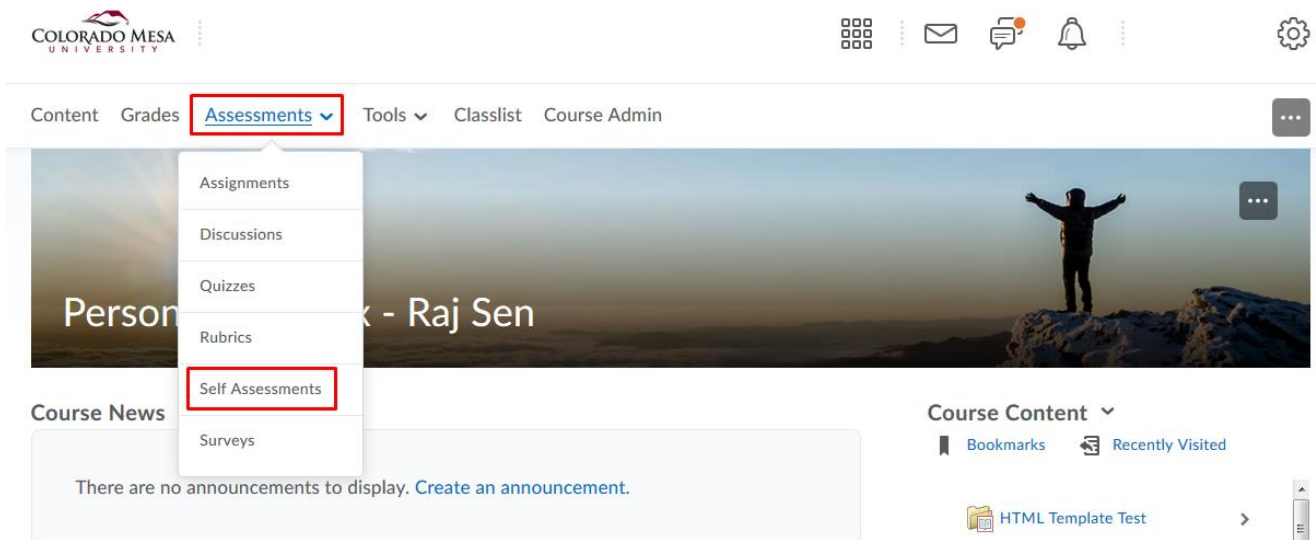 COLORADO MESA
UNIVERSITY
Content Grades Assessments Tools Classlist Course Admin
Assignments
Discussions
Quizzes
Rubrics
Self Assessments
Surveys
Person - Raj Sen
Course News
There are no announcements to display. Create an announcement.
Course Content
Bookmarks Recently Visited
HTML Template Test